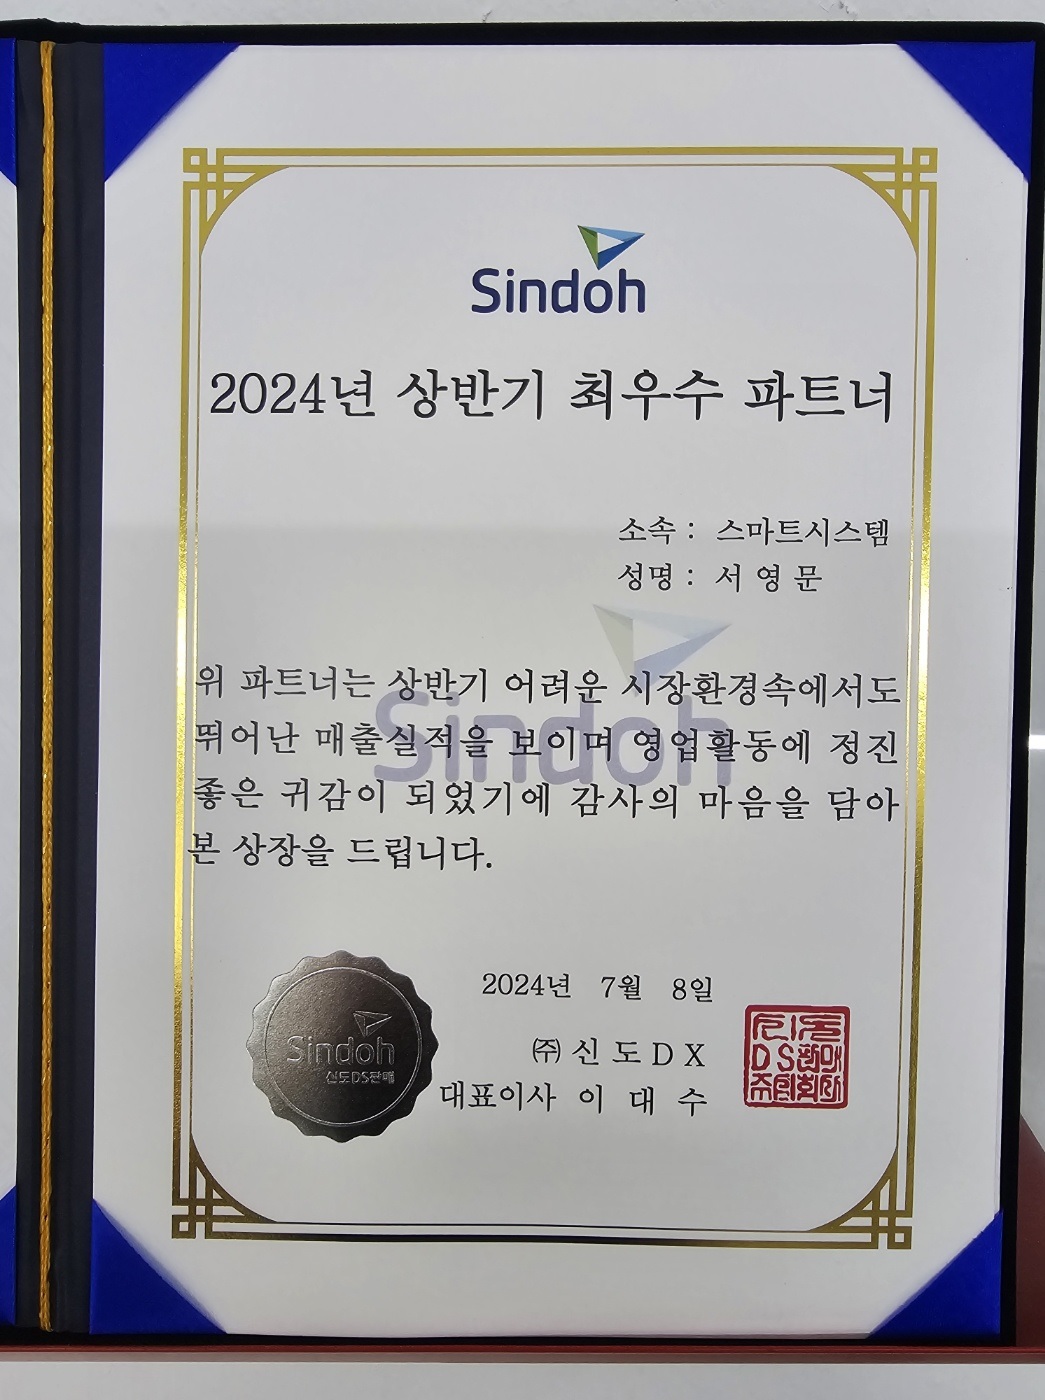 Sindoh
2024년 상반기 최우수 파트너
소속 : 스마트시스템
성명 : 서 영 문
Sindoh
위 파트너는 상반기 어려운 시장환경속에서도
뛰어난 매출실적을 보이며 영업활동에 정진
좋은 귀감이 되었기에 감사의 마음을 담아
본 상장을 드립니다.
2024년 7월 8일
㈜ 신 도 D X
대표이사 이 대 수
Sindoh
신도DS판매
DS판매